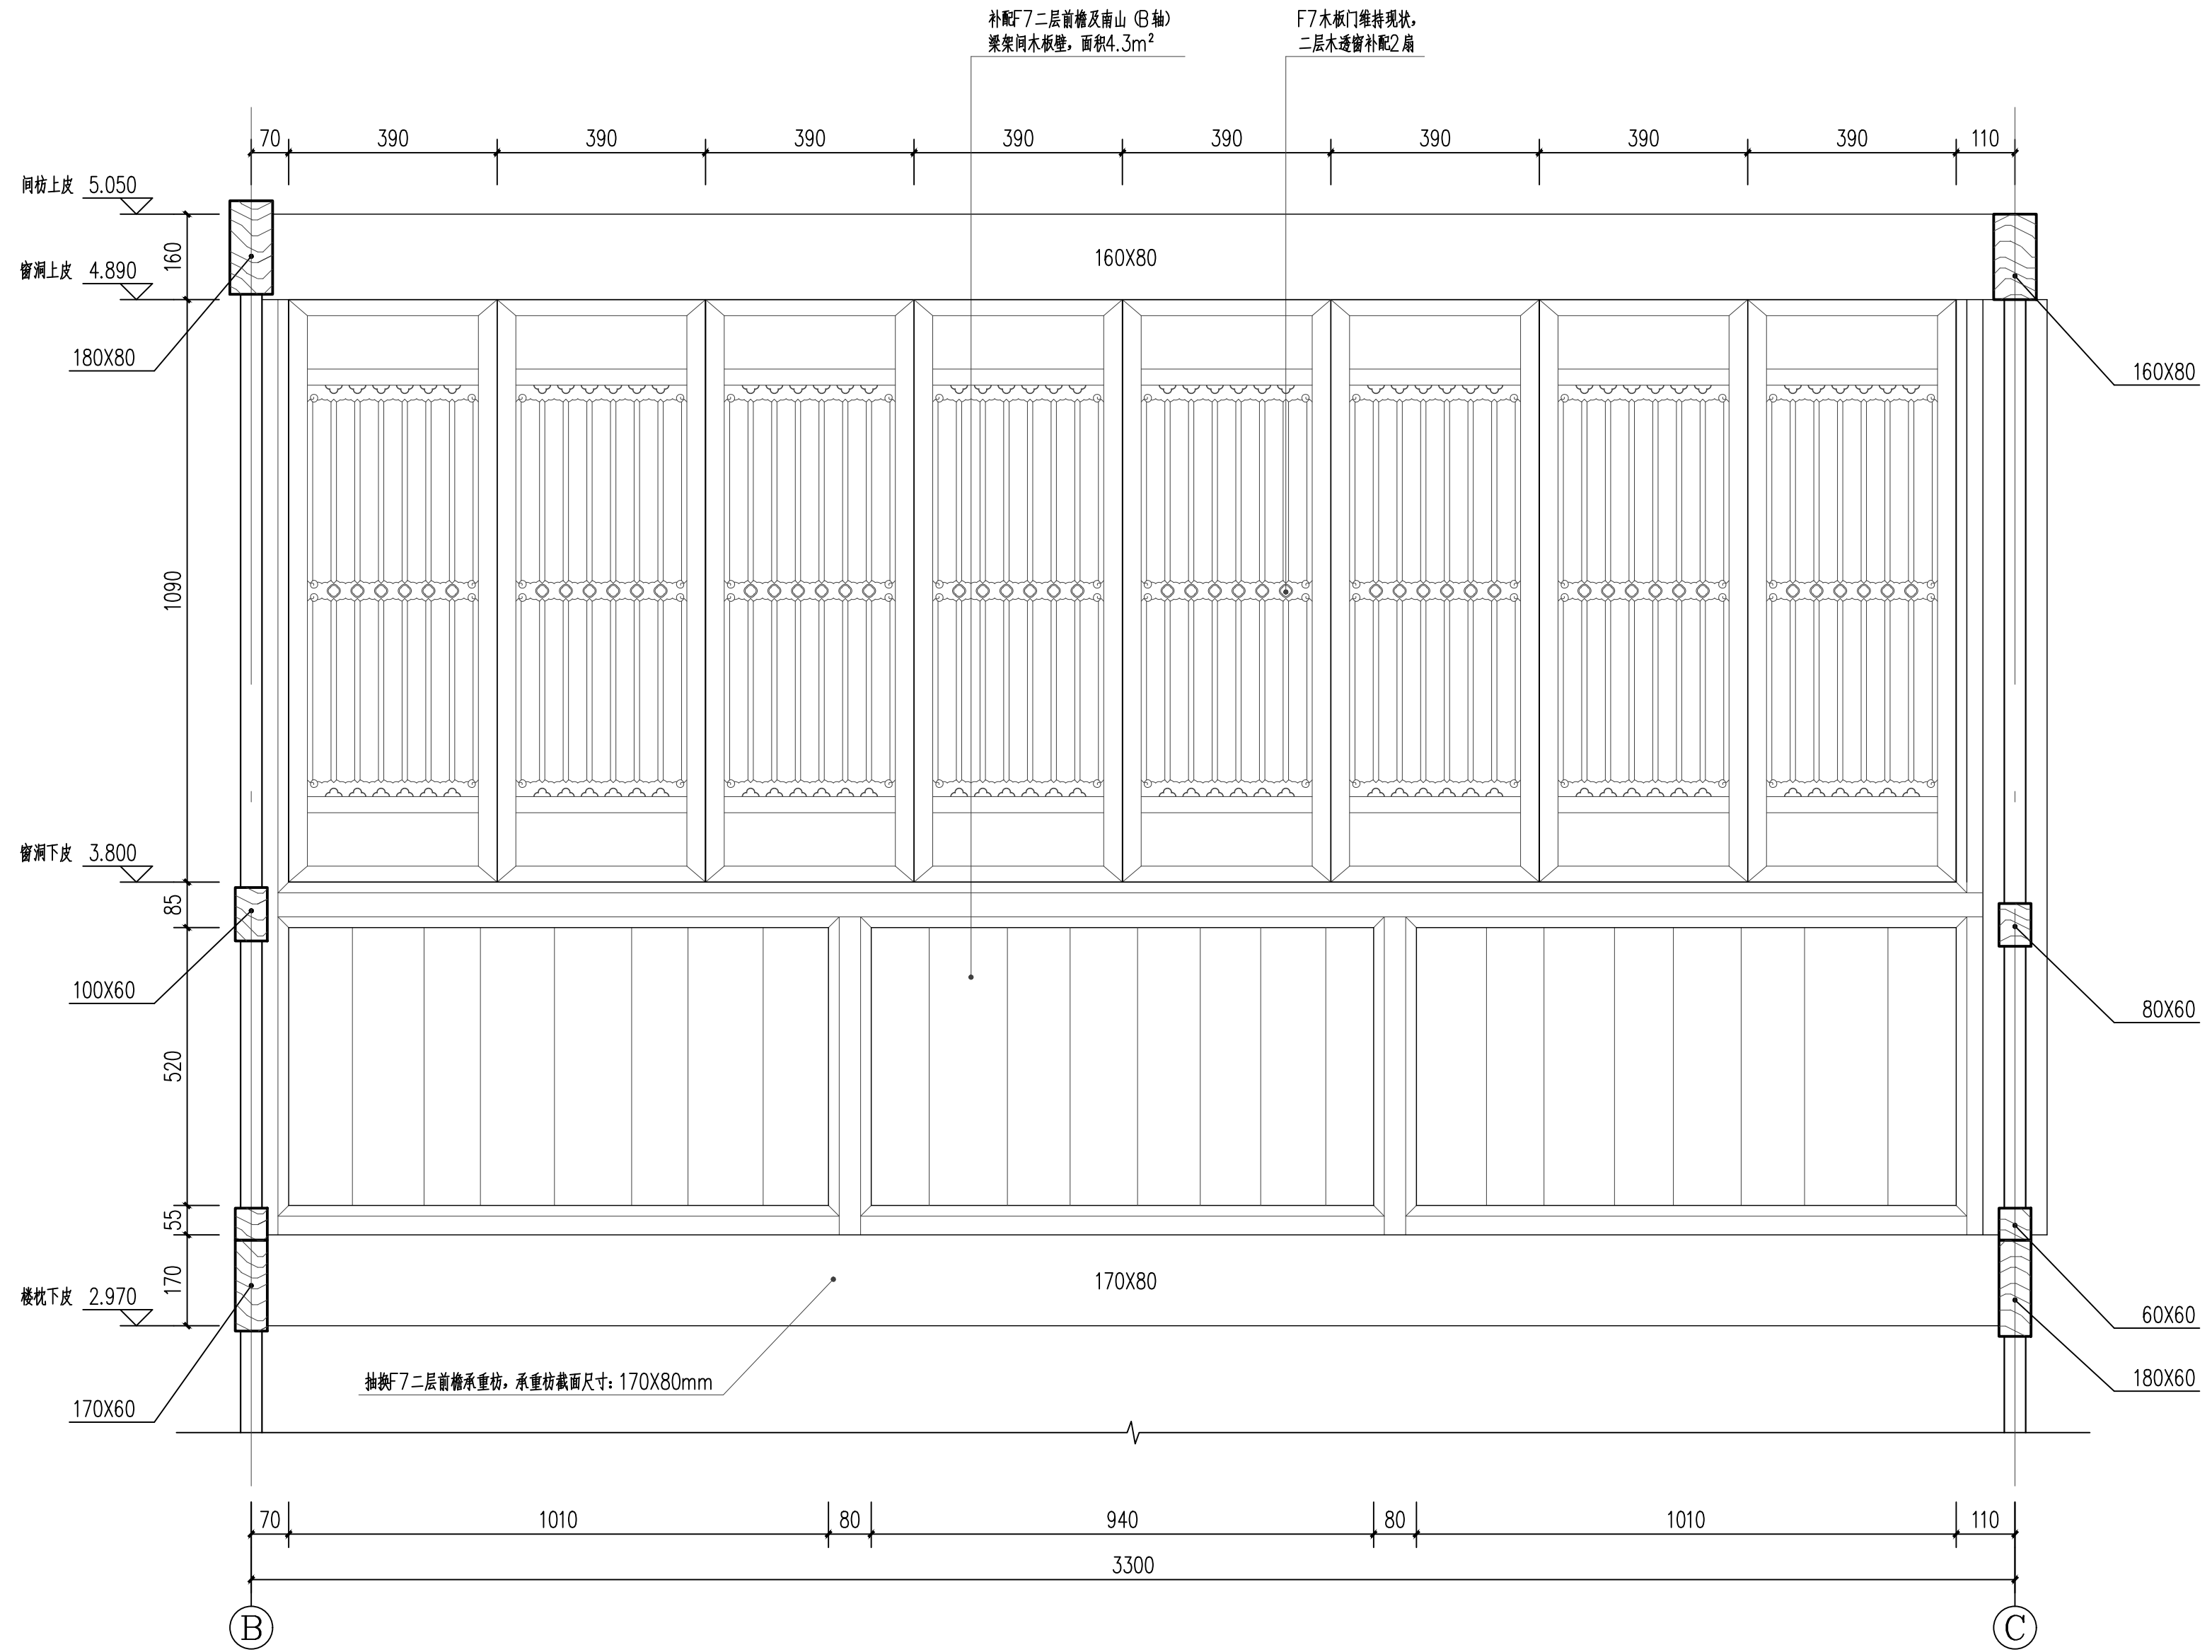 补配F7二层前檐及南山（B轴）
梁架间木板壁，面积4.3m²
F7木板门维持现状，
二层木透窗补配2扇
70 390 390 390 390 390 390 390 390 110
间枋上皮 5.050
160
160X80
窗洞上皮 4.890
180X80
160X80
1090
窗洞下皮 3.800
85
100X60
80X60
520
55
170
170X80
楼枕下皮 2.970
60X60
抽换F7二层前檐承重枋，承重枋截面尺寸：170X80mm
180X60
170X60
70 1010 80 940 80 1010 110
3300
B C